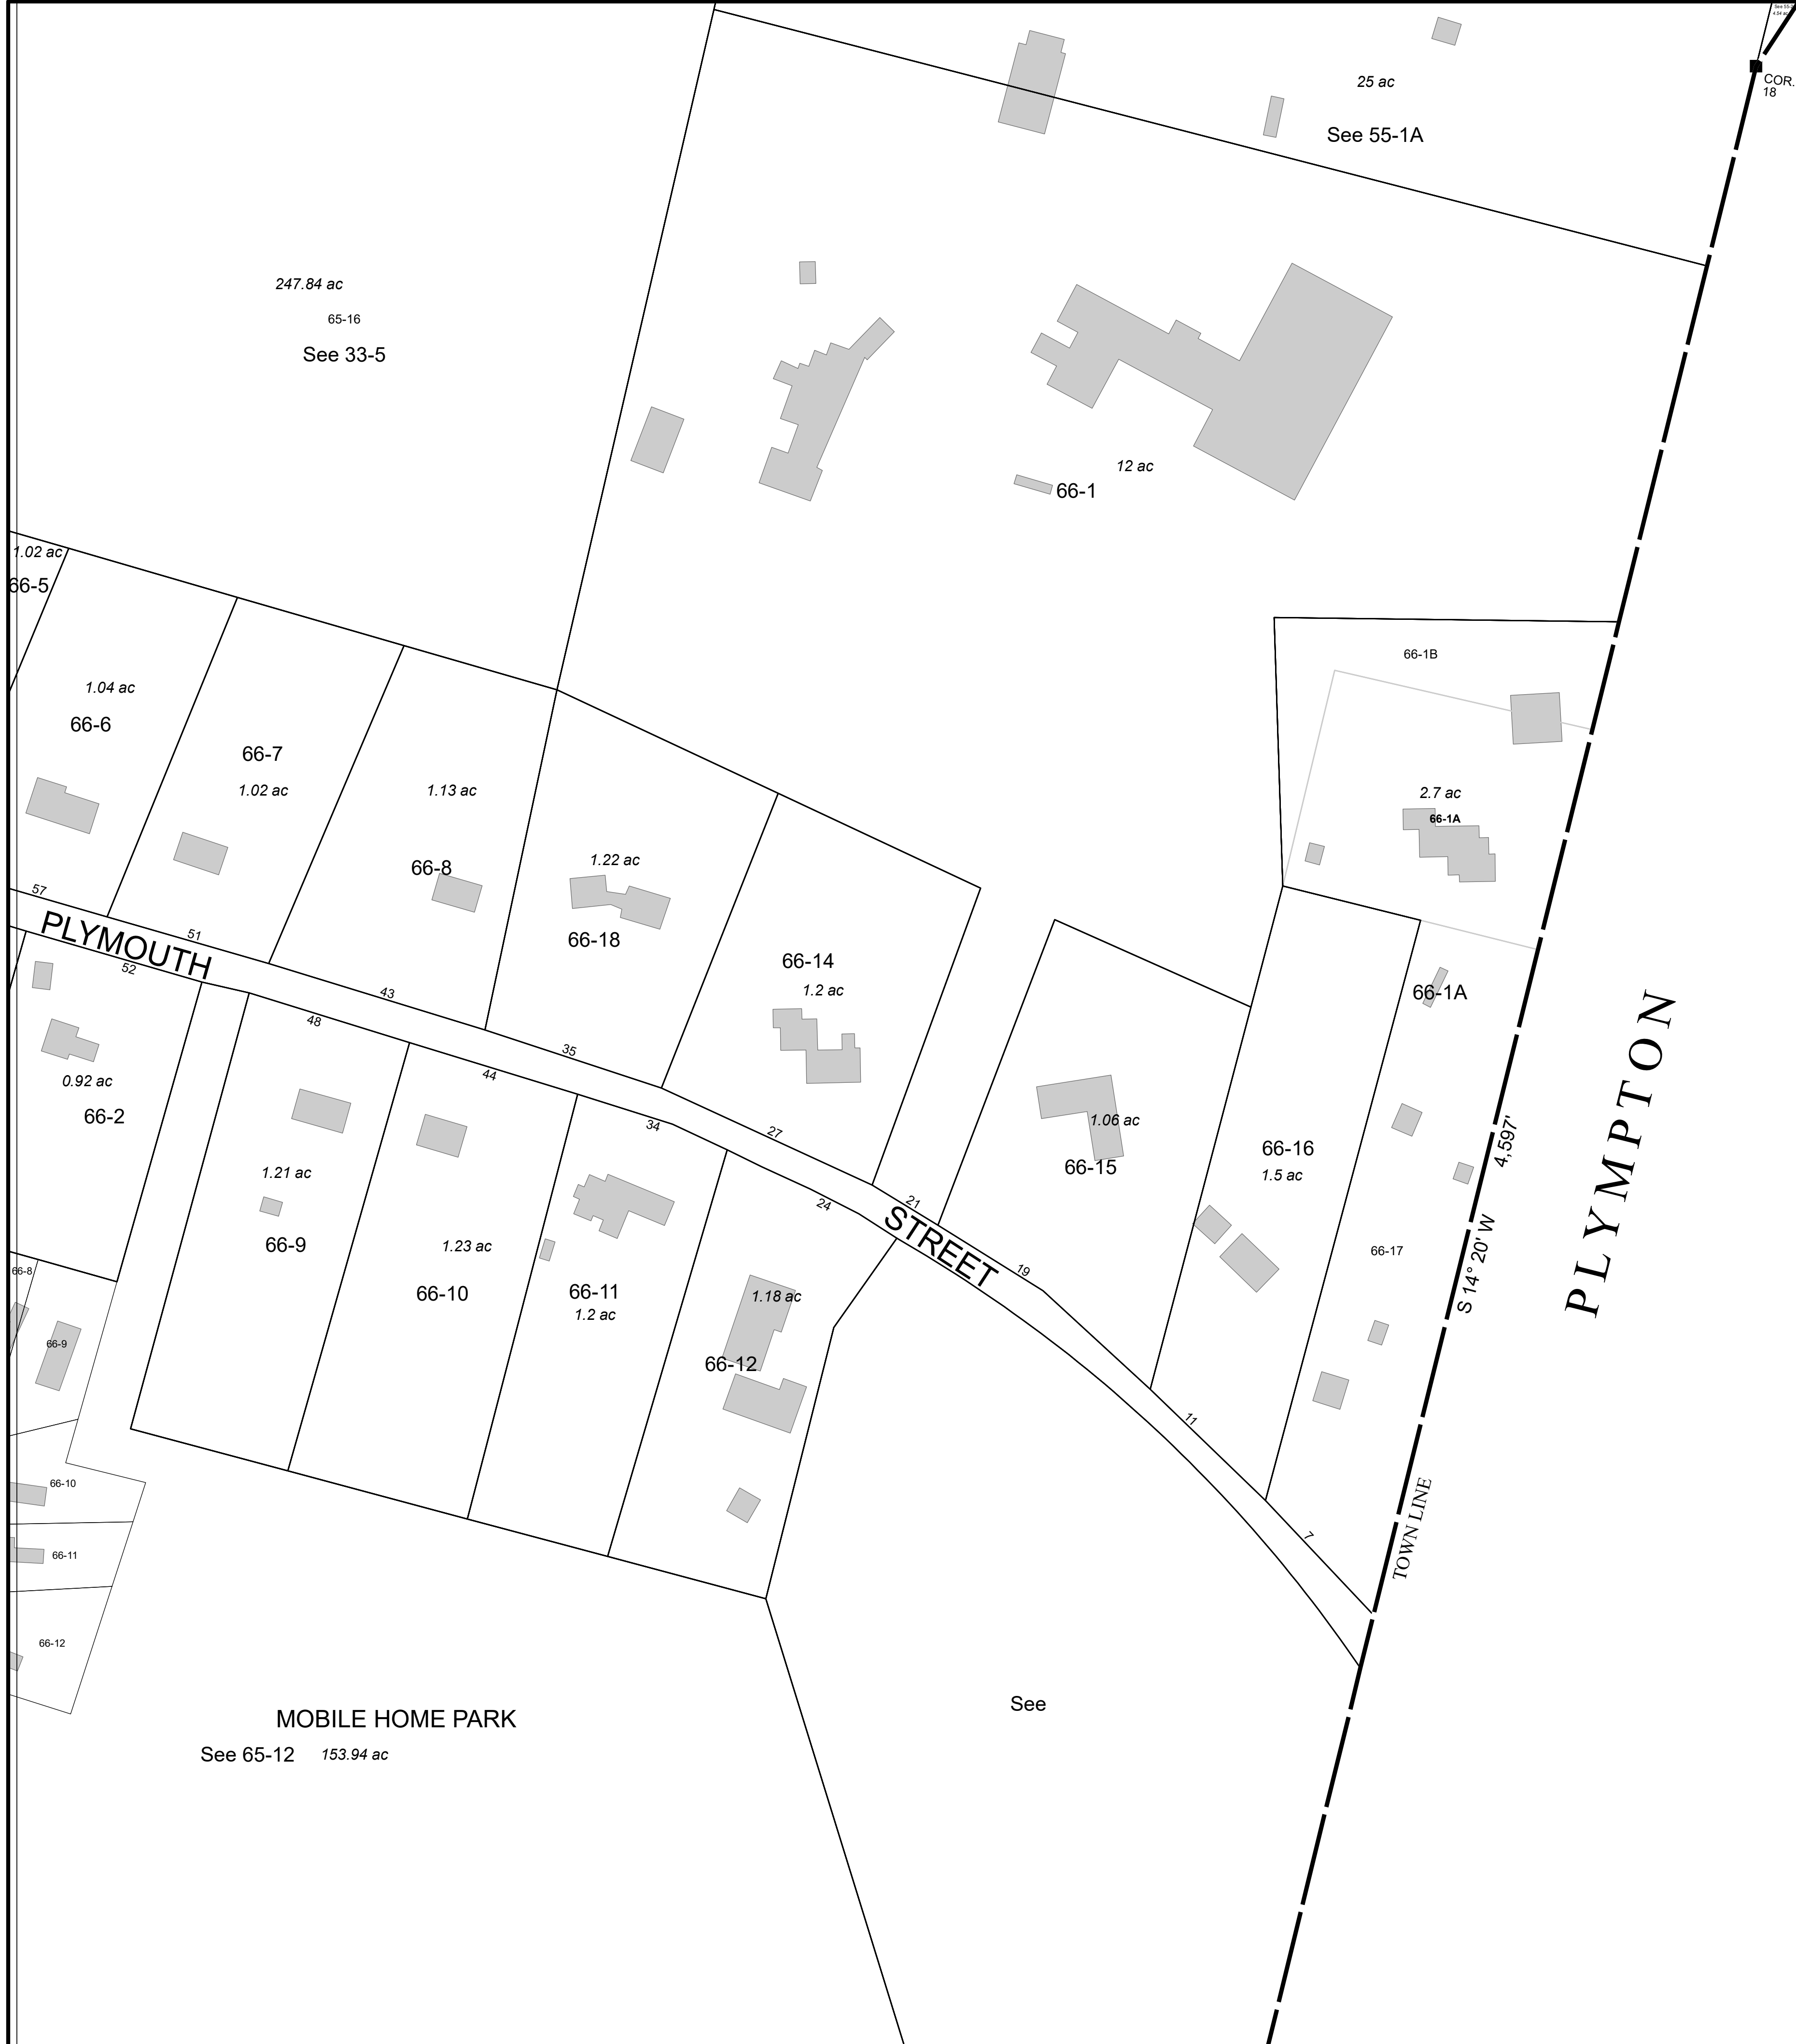 See 55-
4.54 ac
COR.
18
25 ac
See 55-1A
247.84 ac
65-16
See 33-5
12 ac
66-1
1.02 ac
66-5
66-1B
1.04 ac
66-6
66-7
1.02 ac
1.13 ac
66-8
2.7 ac
66-1A
1.22 ac
66-18
66-14
1.2 ac
57
PLYMOUTH
51
52
43
48
35
44
34
27
24
21
STREET
19
11
7
66-1A
0.92 ac
66-2
1.06 ac
66-15
66-16
1.5 ac
66-17
4,597'
S 14° 20' W
PLYMPTON
TOWN LINE
1.21 ac
66-9
1.23 ac
66-10
66-11
1.2 ac
1.18 ac
66-12
66-8
66-9
66-10
66-11
66-12
MOBILE HOME PARK
See 65-12 153.94 ac
See